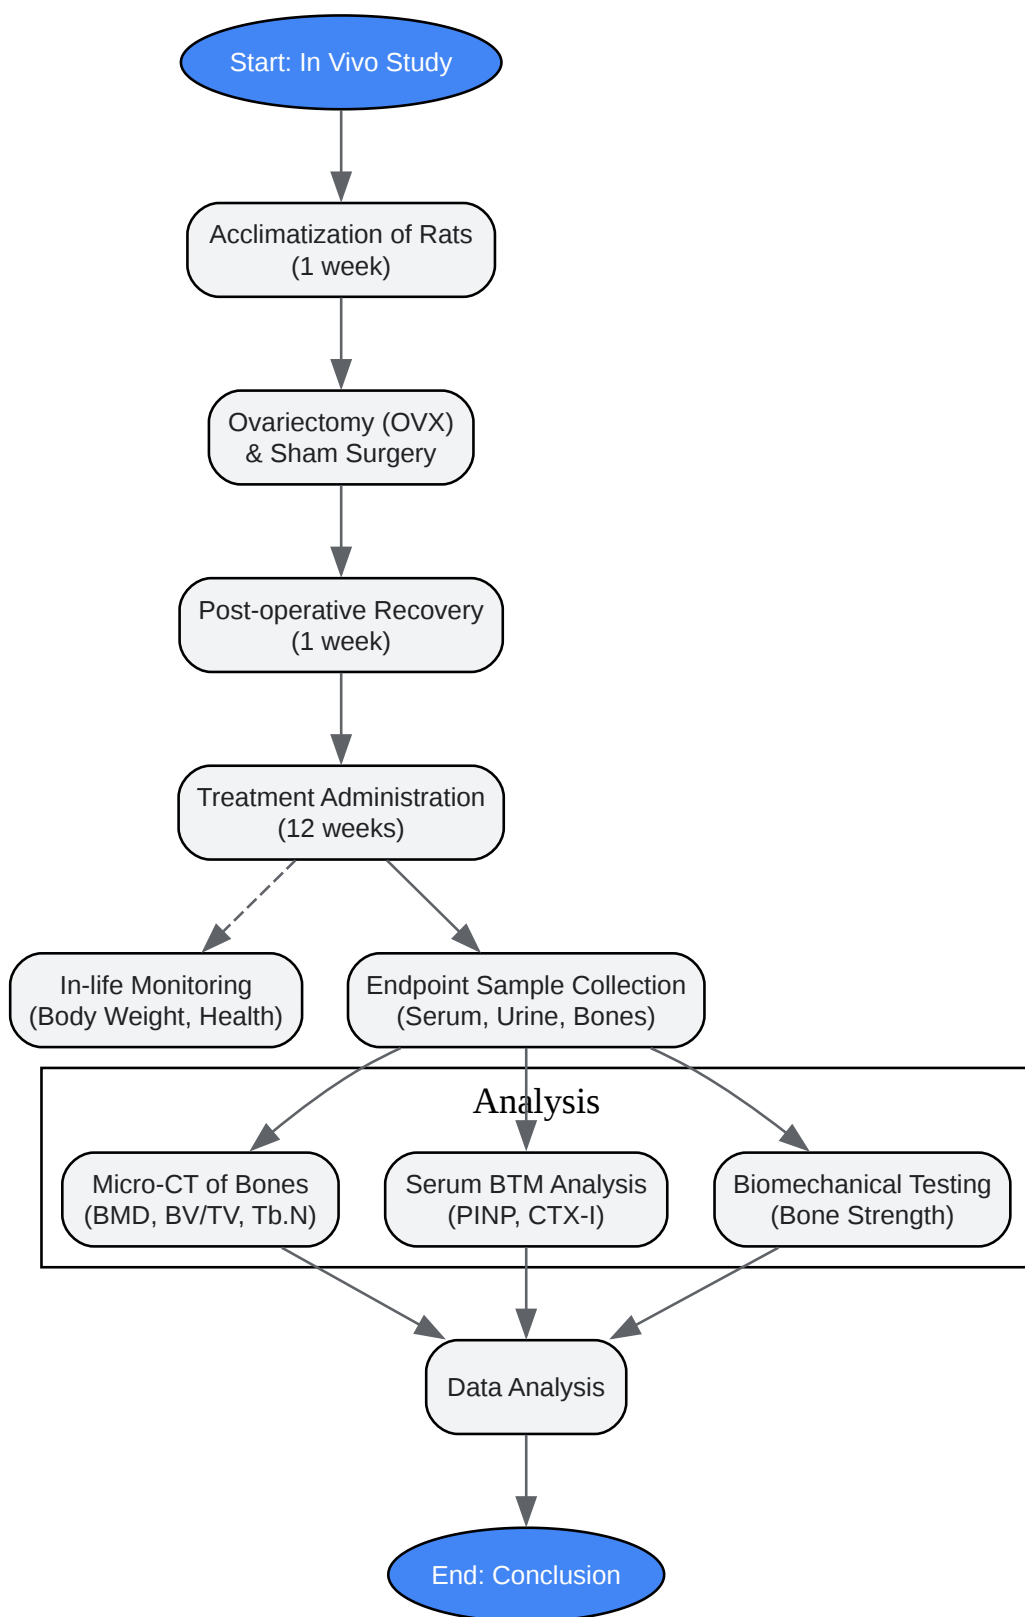 Start: In Vivo Study
Acclimatization of Rats
(1 week)
Ovariectomy (OVX)
& Sham Surgery
Post-operative Recovery
(1 week)
Treatment Administration
(12 weeks)
In-life Monitoring
(Body Weight, Health)
Endpoint Sample Collection
(Serum, Urine, Bones)
Analysis
Micro-CT of Bones
(BMD, BV/TV, Tb.N)
Serum BTM Analysis
(PINP, CTX-I)
Biomechanical Testing
(Bone Strength)
Data Analysis
End: Conclusion